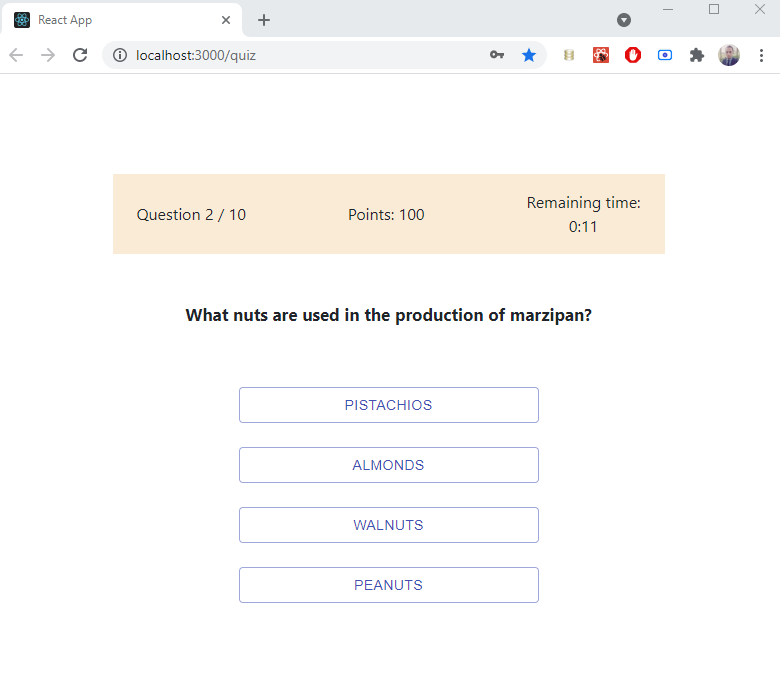 React App
localhost:3000/quiz
Question 2 / 10
Points: 100
Remaining time:
0:11
What nuts are used in the production of marzipan?
PISTACHIOS
ALMONDS
WALNUTS
PEANUTS